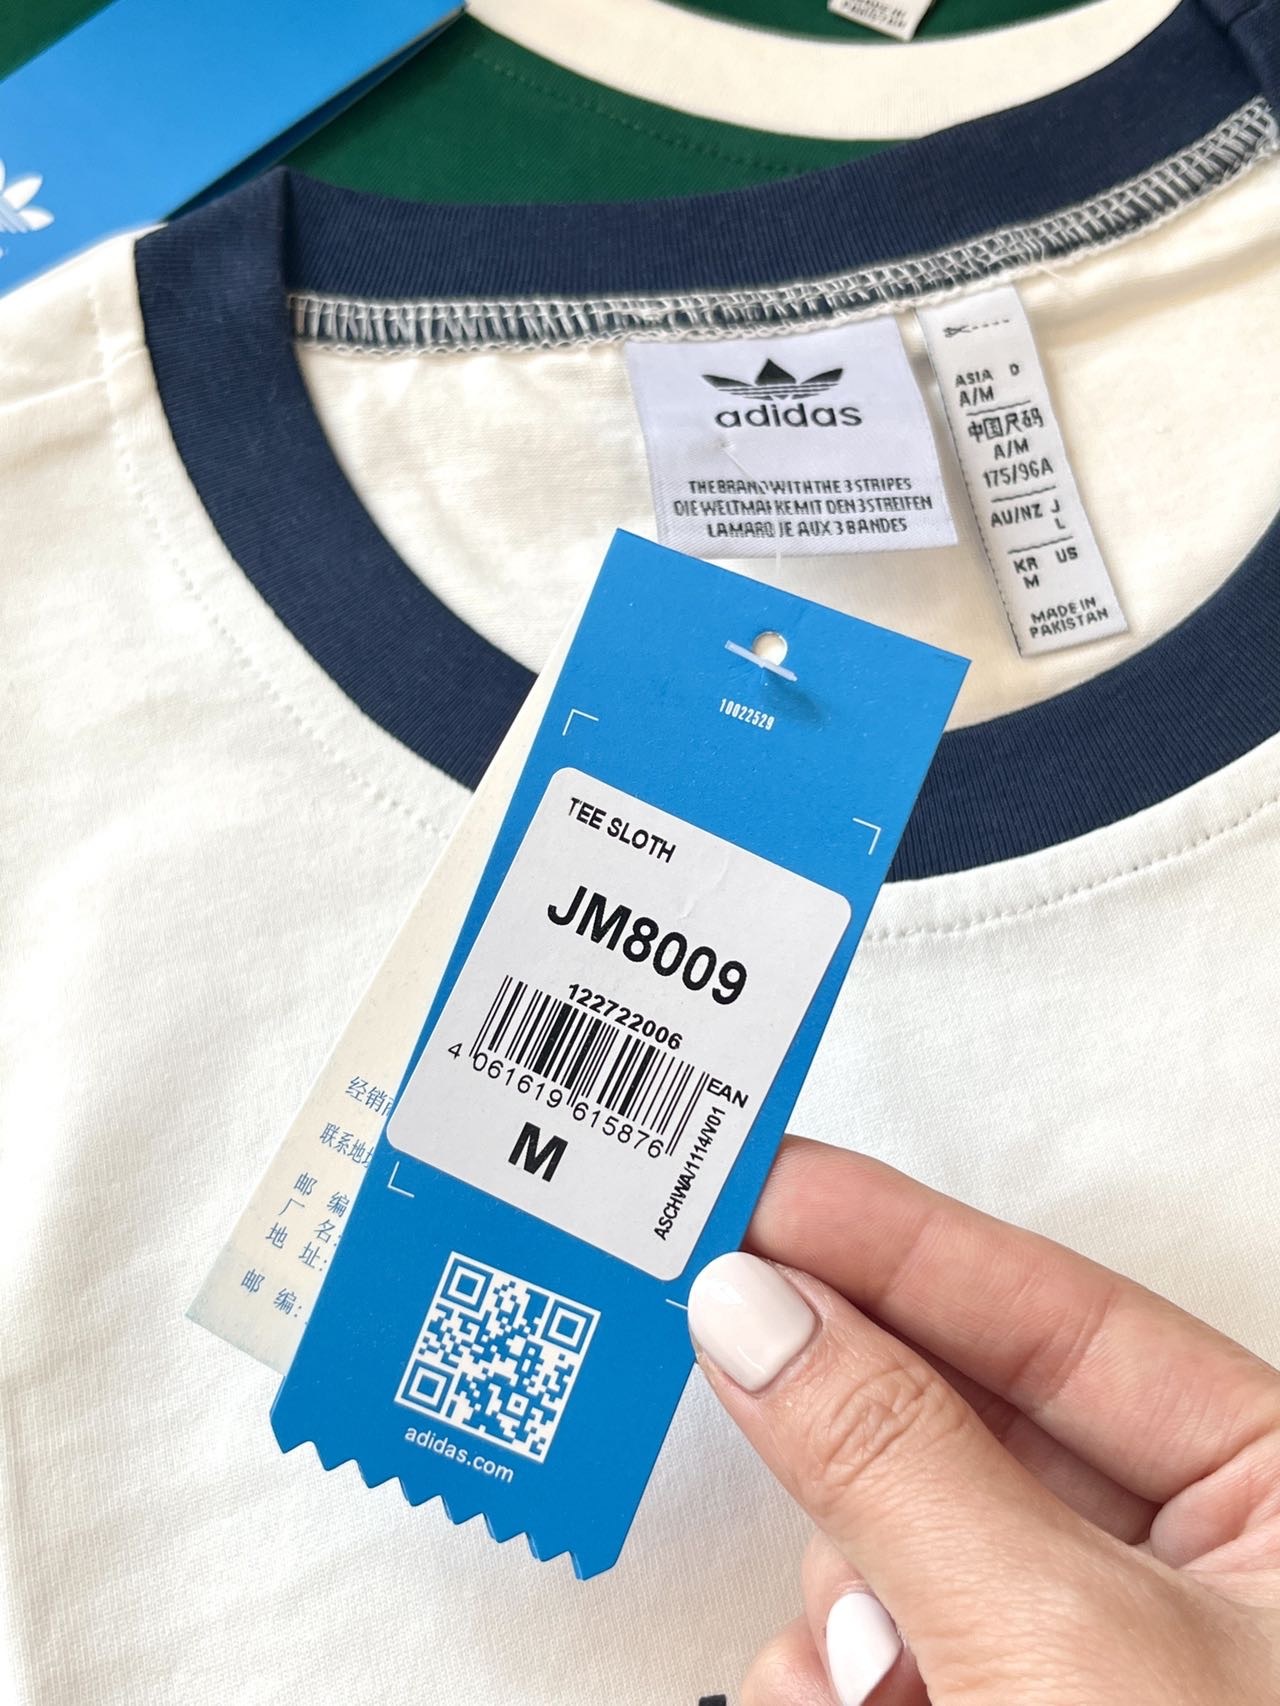 PAKISTAN
adidas
THE BRAND WITH THE 3 STRIPES
DIE WELTMARKE MIT DEN 3 STREIFEN
LA MARQUE AUX 3 BANDES
ASIA D
A/M
中国尺码
A/M
175/96A
AU/NZ J
L
KR US
M
MADE IN
PAKISTAN
10022529
TEE SLOTH
JM8009
122722006
4 061619 615876
EAN
M
ASCHWA/1114/V01
adidas.com
经销
联系地
邮 编
厂 名:
地 址:
邮 编: